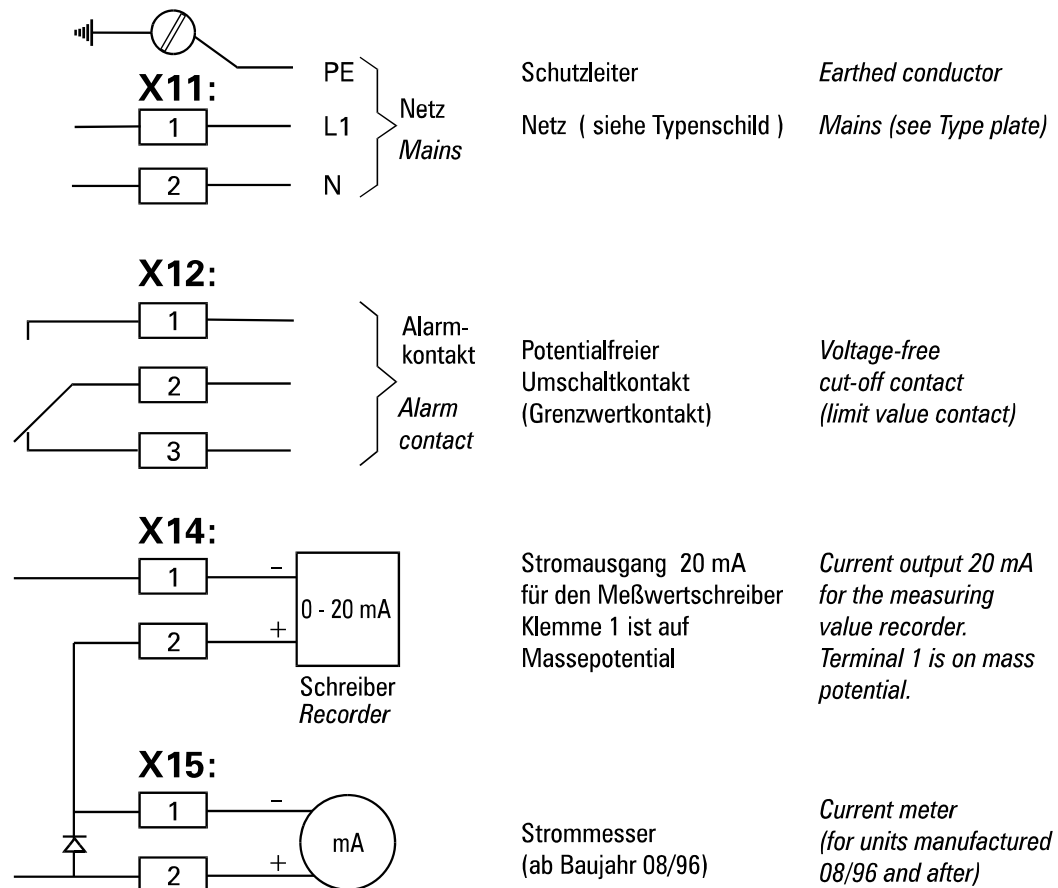 X11:
PE
1
L1
2
N
Netz
Mains
Schutzleiter
Earthed conductor
Netz ( siehe Typenschild )
Mains (see Type plate)
X12:
1
2
3
Alarm-
kontakt
Alarm
contact
Potentialfreier
Umschaltkontakt
(Grenzwertkontakt)
Voltage-free
cut-off contact
(limit value contact)
X14:
1
–
2
+
0 - 20 mA
Schreiber
Recorder
Stromausgang 20 mA
für den Meßwertschreiber
Klemme 1 ist auf
Massepotential
Current output 20 mA
for the measuring
value recorder.
Terminal 1 is on mass
potential.
X15:
1
–
2
+
mA
Strommesser
(ab Baujahr 08/96)
Current meter
(for units manufactured
08/96 and after)